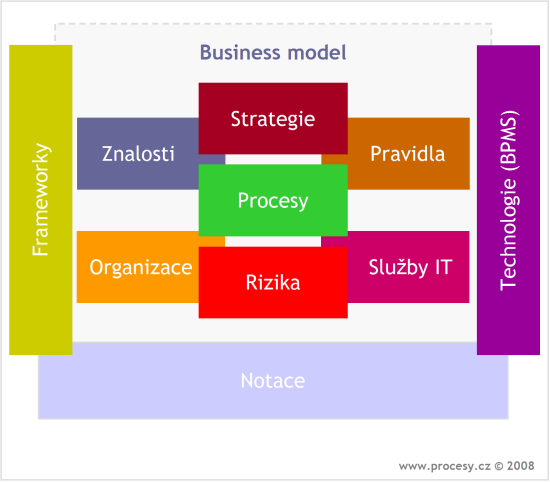 Business model
Frameworky
Strategie
Znalosti
Pravidla
Procesy
Organizace
Rizika
Služby IT
Technologie (BPMS)
Notace
www.procesy.cz © 2008